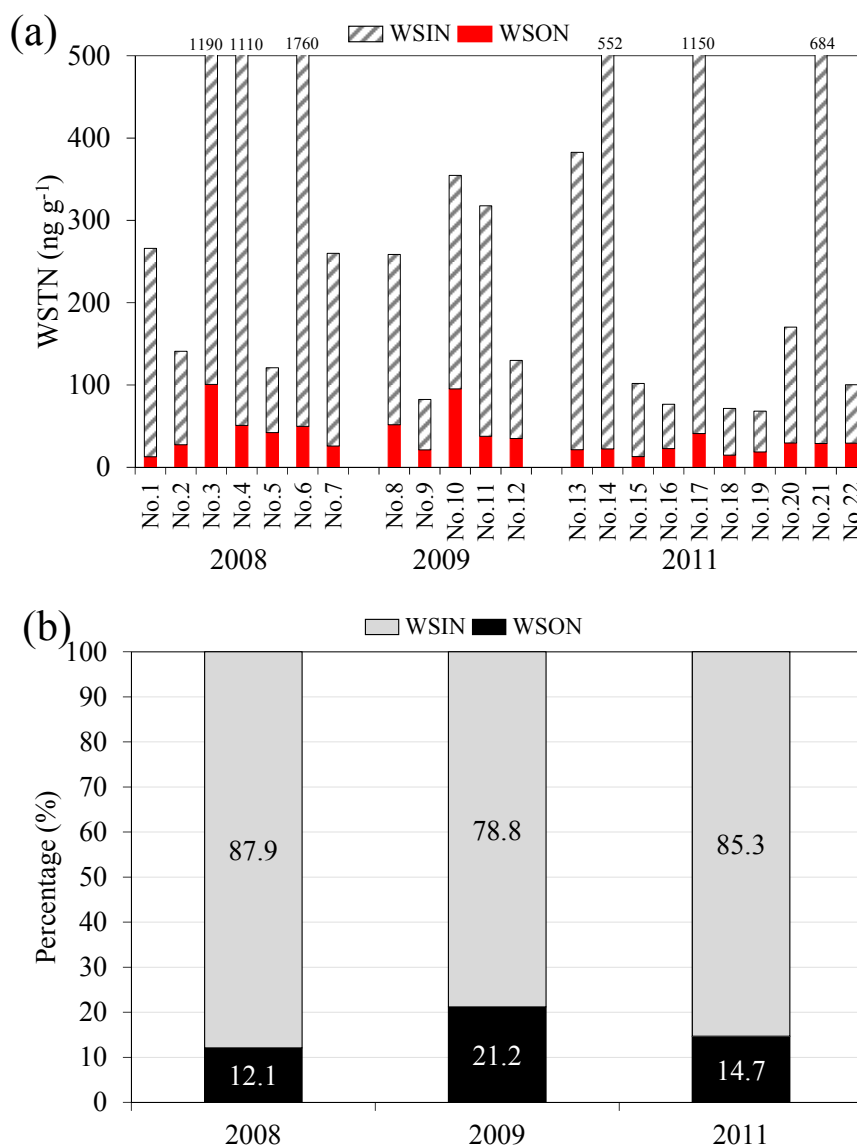 (a)
WSIN WSON
1190 1110 1760 552 1150 684
WSTN (ng g-1)
500
400
300
200
100
0
No.1 No.2 No.3 No.4 No.5 No.6 No.7 No.8 No.9 No.10 No.11 No.12 No.13 No.14 No.15 No.16 No.17 No.18 No.19 No.20 No.21 No.22
2008 2009 2011
(b)
WSIN WSON
Percentage (%)
100
90
80
70
60
50
40
30
20
10
0
87.9 78.8 85.3
12.1 21.2 14.7
2008 2009 2011